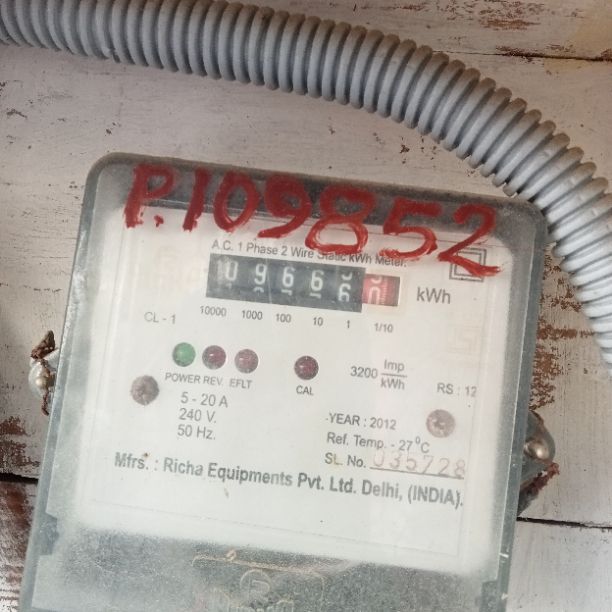 P.109852
A.C. 1 Phase 2 Wire Static kWh Meter.
0966
kWh
10000 1000 100 10 1 1/10
CL - 1
3200 Imp/kWh
POWER REV. EFLT
CAL
RS : 12
5 - 20 A
240 V.
50 Hz.
YEAR : 2012
Ref. Temp. - 27°C
SL. No. 035728
Mfrs. : Richa Equipments Pvt. Ltd. Delhi, (INDIA).